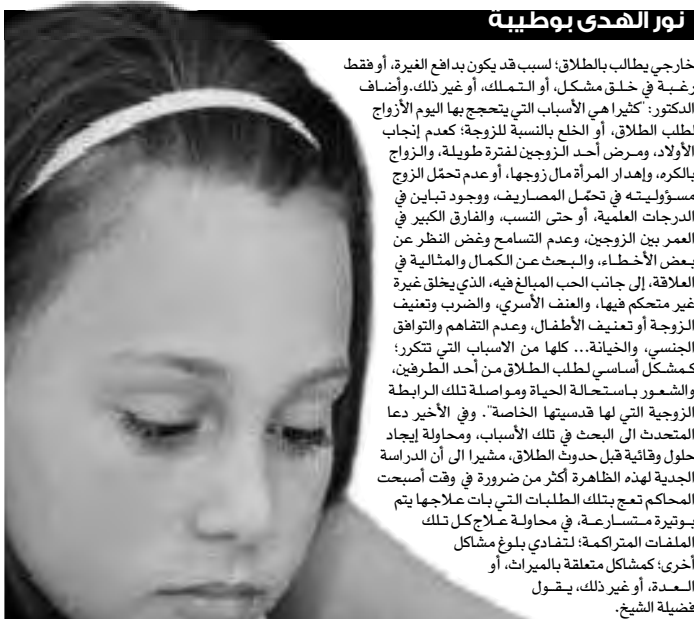 نور الهدى بوطيبة
خارجي يطالب بالطلاق؛ لسبب قد يكون بدافع الغيرة، أو فقط
رغبة في خلق مشكل، أو التملك، أو غير ذلك.وأضاف
الدكتور: "كثيرا هي الأسباب التي يتحجج بها اليوم الأزواج
لطلب الطلاق، أو الخلع بالنسبة للزوجة؛ كعدم إنجاب
الأولاد، ومرض أحد الزوجين لفترة طويلة، والزواج
بالكره، وإهدار المرأة مال زوجها، أو عدم تحمّل الزوج
مسؤوليته في تحمّل المصاريف، ووجود تباين في
الدرجات العلمية، أو حتى النسب، والفارق الكبير في
العمر بين الزوجين، وعدم التسامح وغض النظر عن
بعض الأخطاء، والبحث عن الكمال والمثالية في
العلاقة، إلى جانب الحب المبالغ فيه، الذي يخلق غيرة
غير متحكم فيها، والعنف الأسري، والضرب وتعنيف
الزوجة أو تعنيف الأطفال، وعدم التفاهم والتوافق
الجنسي، والخيانة... كلها من الاسباب التي تتكرر؛
كمشكل أساسي لطلب الطلاق من أحد الطرفين،
والشعور باستحالة الحياة ومواصلة تلك الرابطة
الزوجية التي لها قدسيتها الخاصة". وفي الأخير دعا
المتحدث الى البحث في تلك الأسباب، ومحاولة إيجاد
حلول وقائية قبل حدوث الطلاق، مشيرا الى أن الدراسة
الجدية لهذه الظاهرة أكثر من ضرورة في وقت أصبحت
المحاكم تعج بتلك الطلبات التي بات علاجها يتم
بوتيرة متسارعة، في محاولة علاج كل تلك
الملفات المتراكمة؛ لتفادي بلوغ مشاكل
أخرى؛ كمشاكل متعلقة بالميراث، أو
العدة، أو غير ذلك، يقول
فضيلة الشيخ.